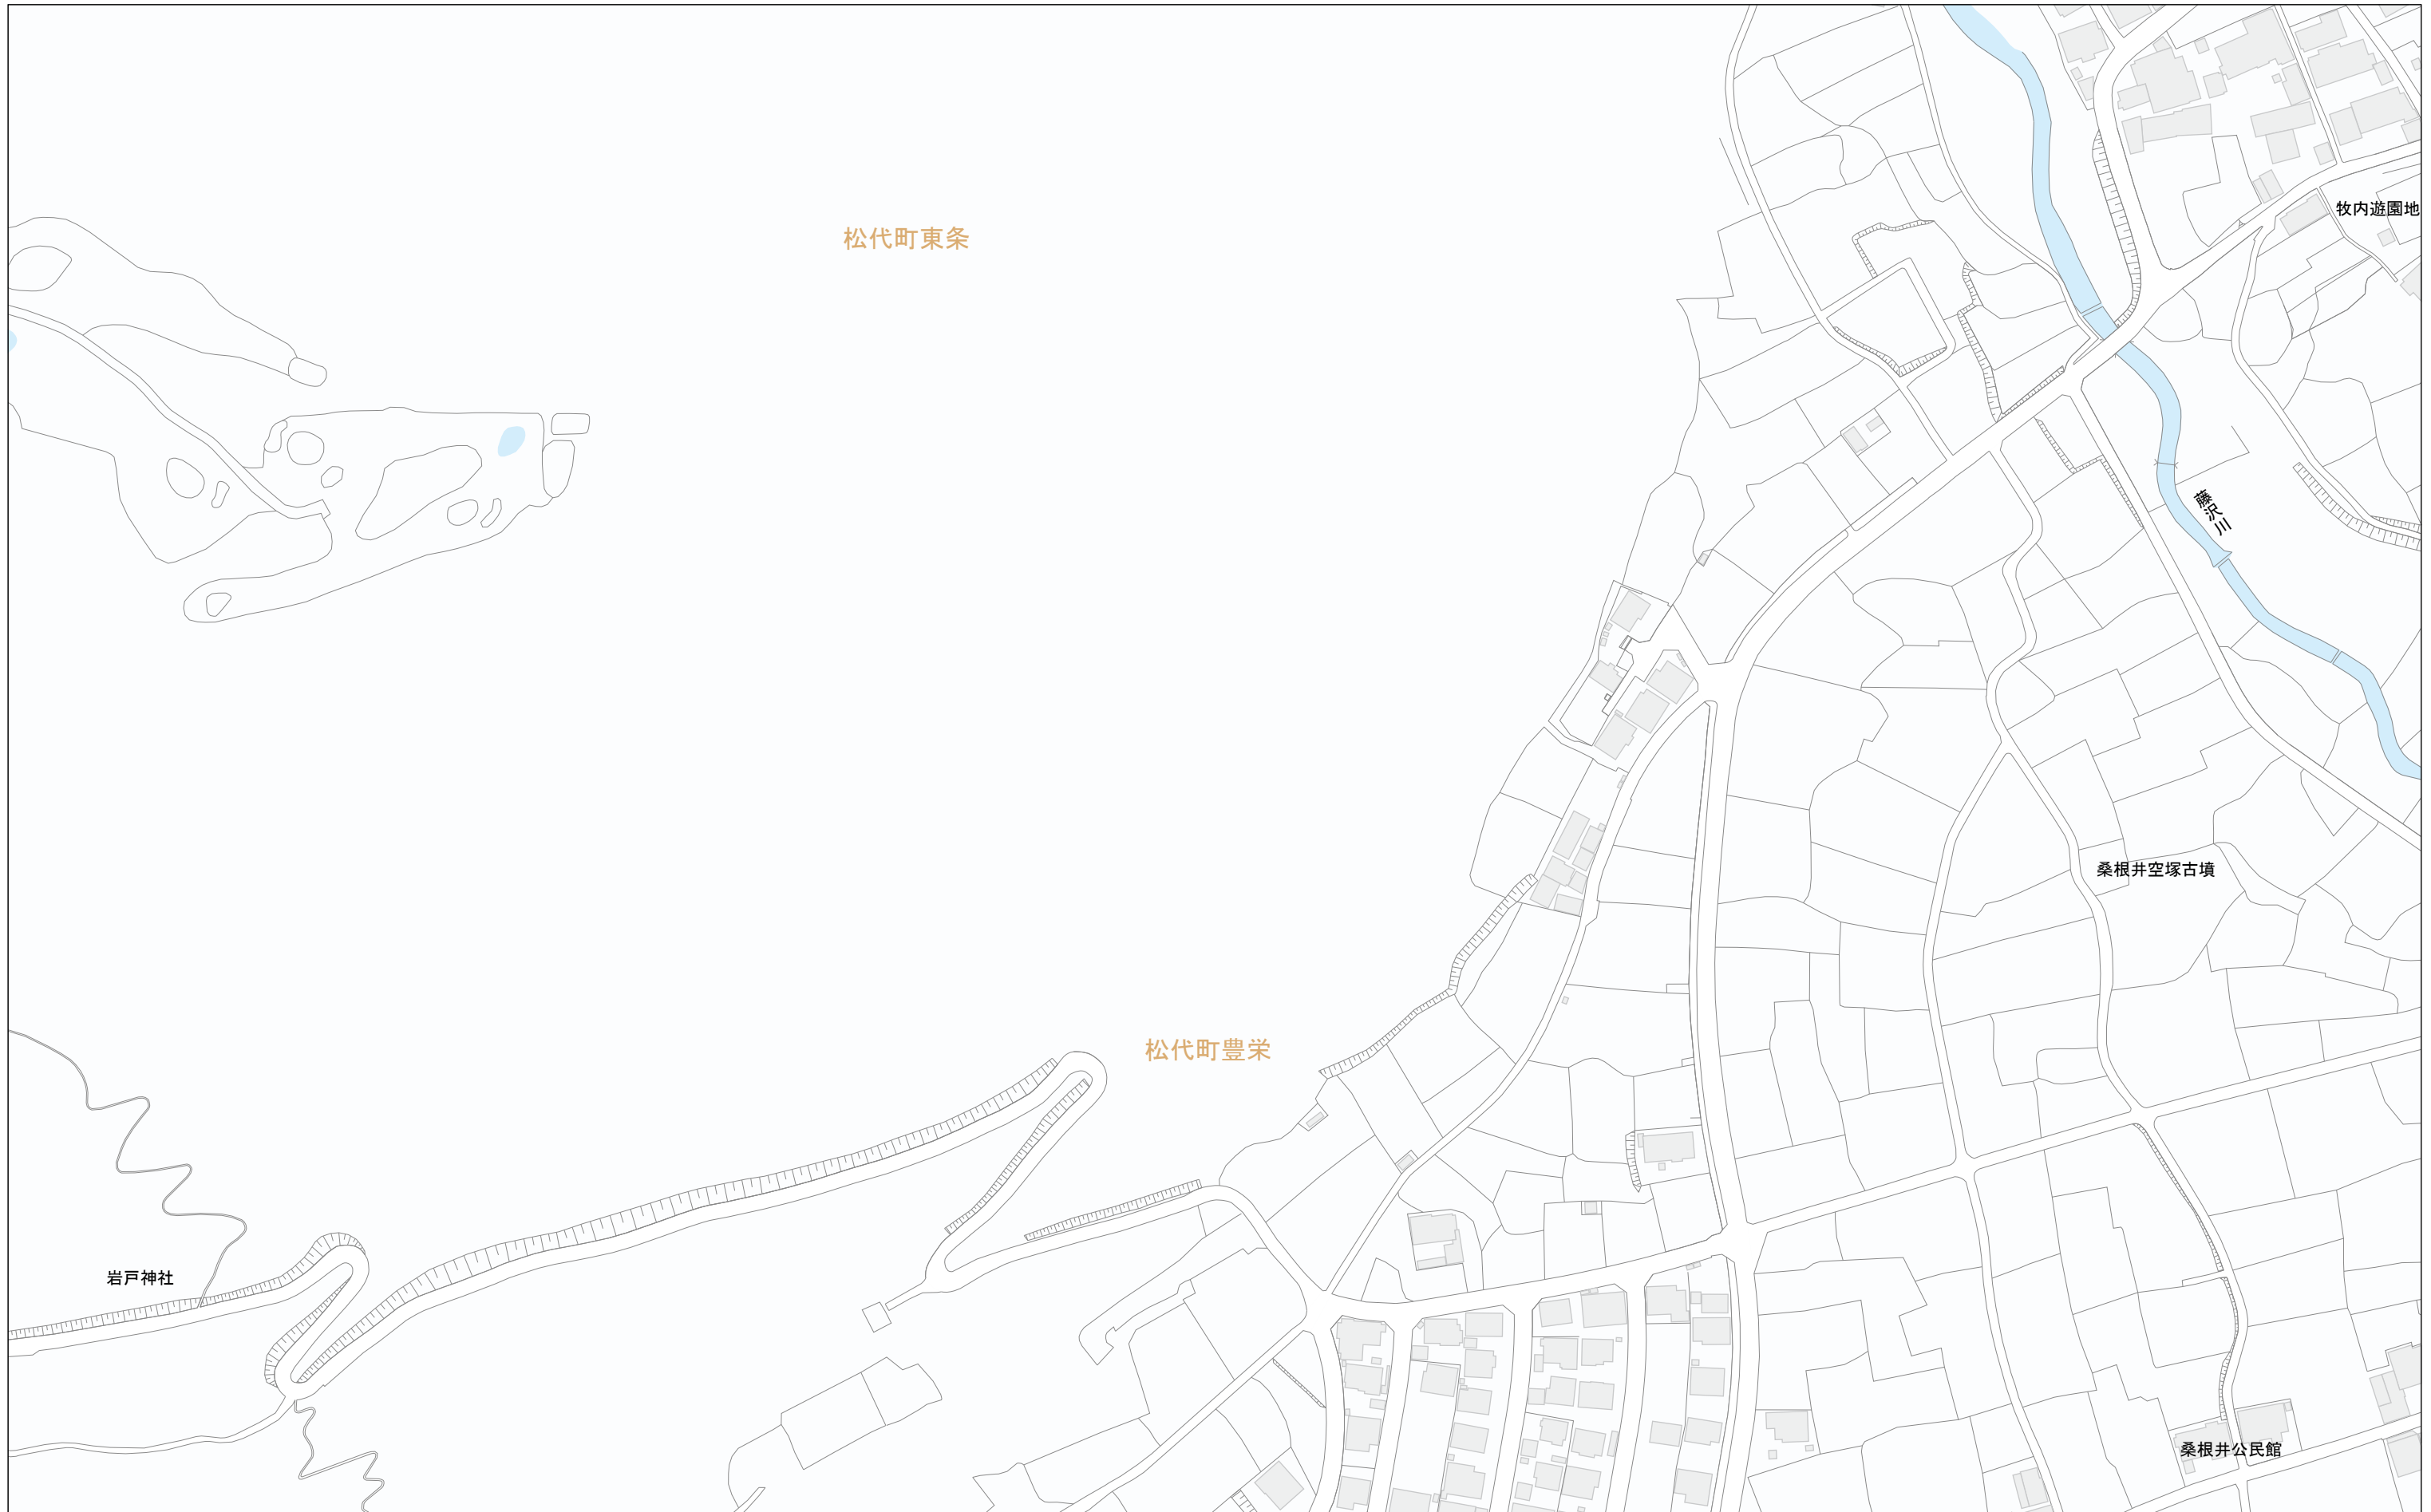 牧内遊園地
松代町東条
藤沢川
桑根井空塚古墳
松代町豊栄
岩戸神社
桑根井公民館